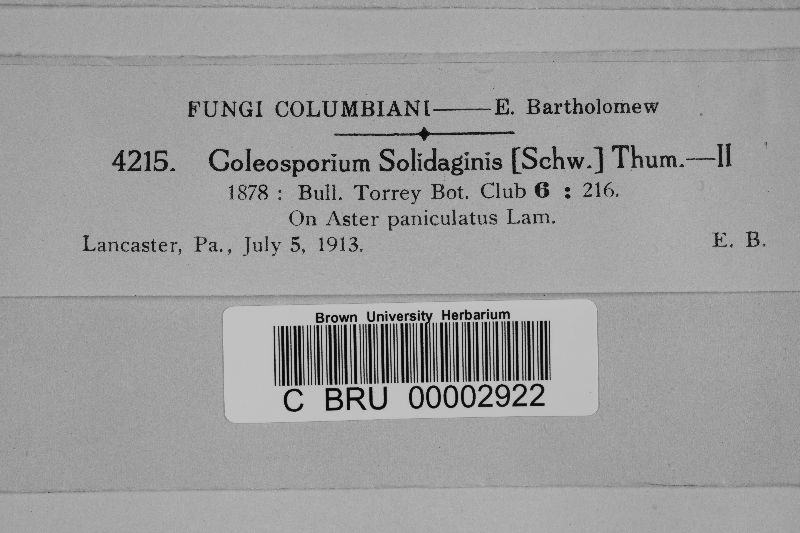 FUNGI COLUMBIANI—E. Bartholomew
4215. Coleosporium Solidaginis [Schw.] Thum.—II
1878 : Bull. Torrey Bot. Club 6 : 216.
On Aster paniculatus Lam.
Lancaster, Pa., July 5, 1913. E. B.
Brown University Herbarium
C BRU 00002922